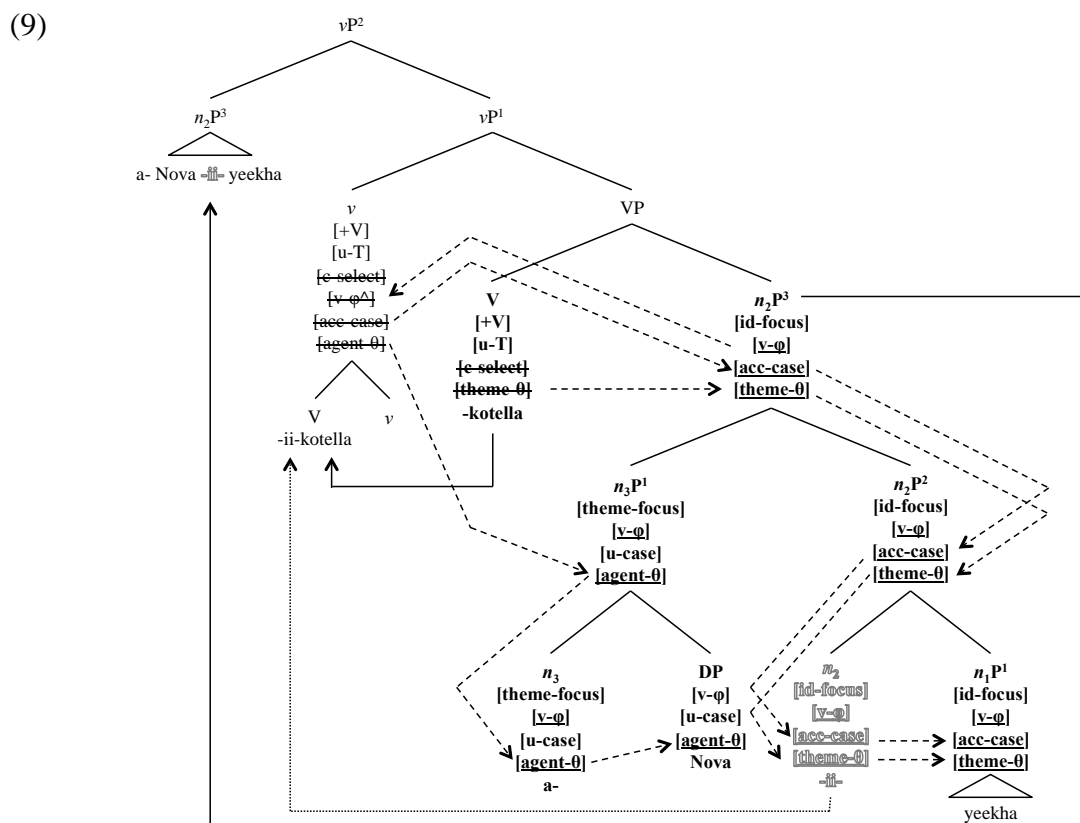 (9)
vP²
n₂P³
vP¹
a- Nova -ii- yeekha
v
VP
[+V]
[u-T]
[c-select]
[v-φ^]
[acc-case]
[agent-θ]
V
[+V]
[u-T]
[c-select]
[theme-θ]
-kotella
n₂P³
[id-focus]
[v-φ]
[acc-case]
[theme-θ]
V
v
-ii-kotella
n₃P¹
[theme-focus]
[v-φ]
[u-case]
[agent-θ]
n₂P²
[id-focus]
[v-φ]
[acc-case]
[theme-θ]
n₃
[theme-focus]
[v-φ]
[u-case]
[agent-θ]
a-
DP
[v-φ]
[u-case]
[agent-θ]
Nova
n₂
[id-focus]
[v-φ]
[acc-case]
[theme-θ]
-ii-
n₁P¹
[id-focus]
[v-φ]
[acc-case]
[theme-θ]
yeekha